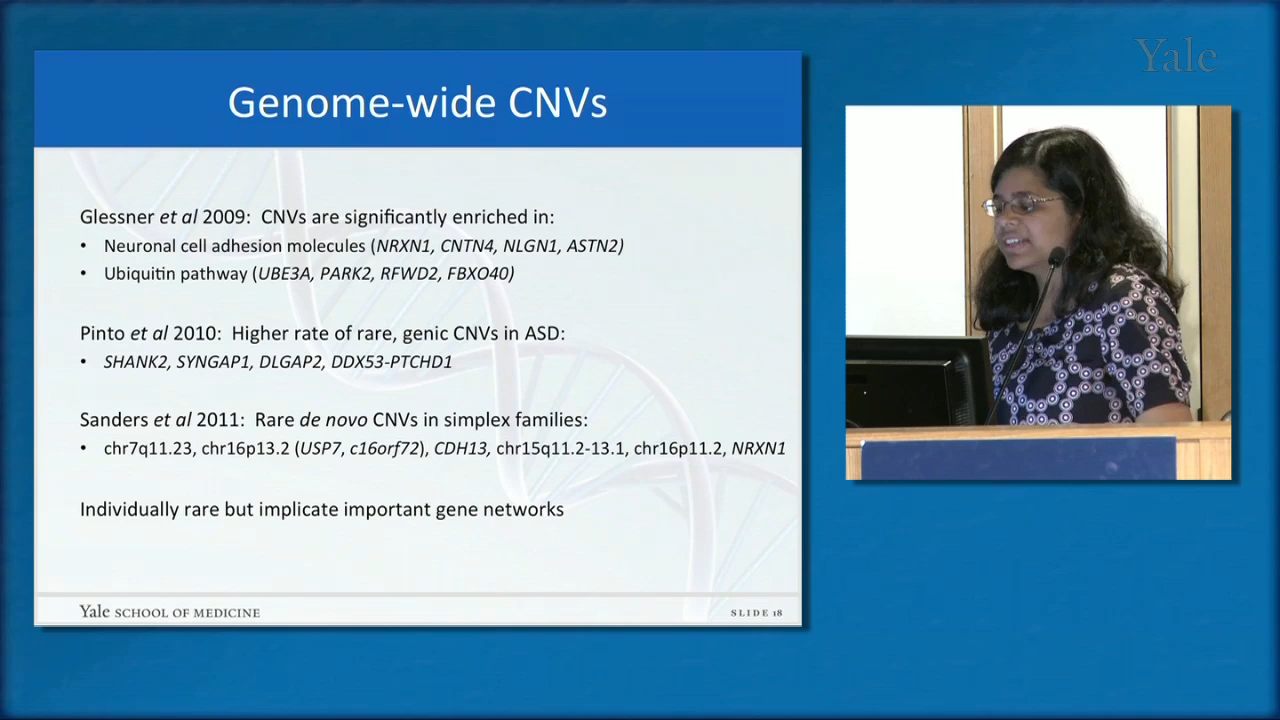 Yale
Genome-wide CNVs
Glessner et al 2009: CNVs are significantly enriched in:
• Neuronal cell adhesion molecules (NRXN1, CNTN4, NLGN1, ASTN2)
• Ubiquitin pathway (UBE3A, PARK2, RFWD2, FBXO40)
Pinto et al 2010: Higher rate of rare, genic CNVs in ASD:
• SHANK2, SYNGAP1, DLGAP2, DDX53-PTCHD1
Sanders et al 2011: Rare de novo CNVs in simplex families:
• chr7q11.23, chr16p13.2 (USP7, c16orf72), CDH13, chr15q11.2-13.1, chr16p11.2, NRXN1
Individually rare but implicate important gene networks
Yale SCHOOL OF MEDICINE
SLIDE 18